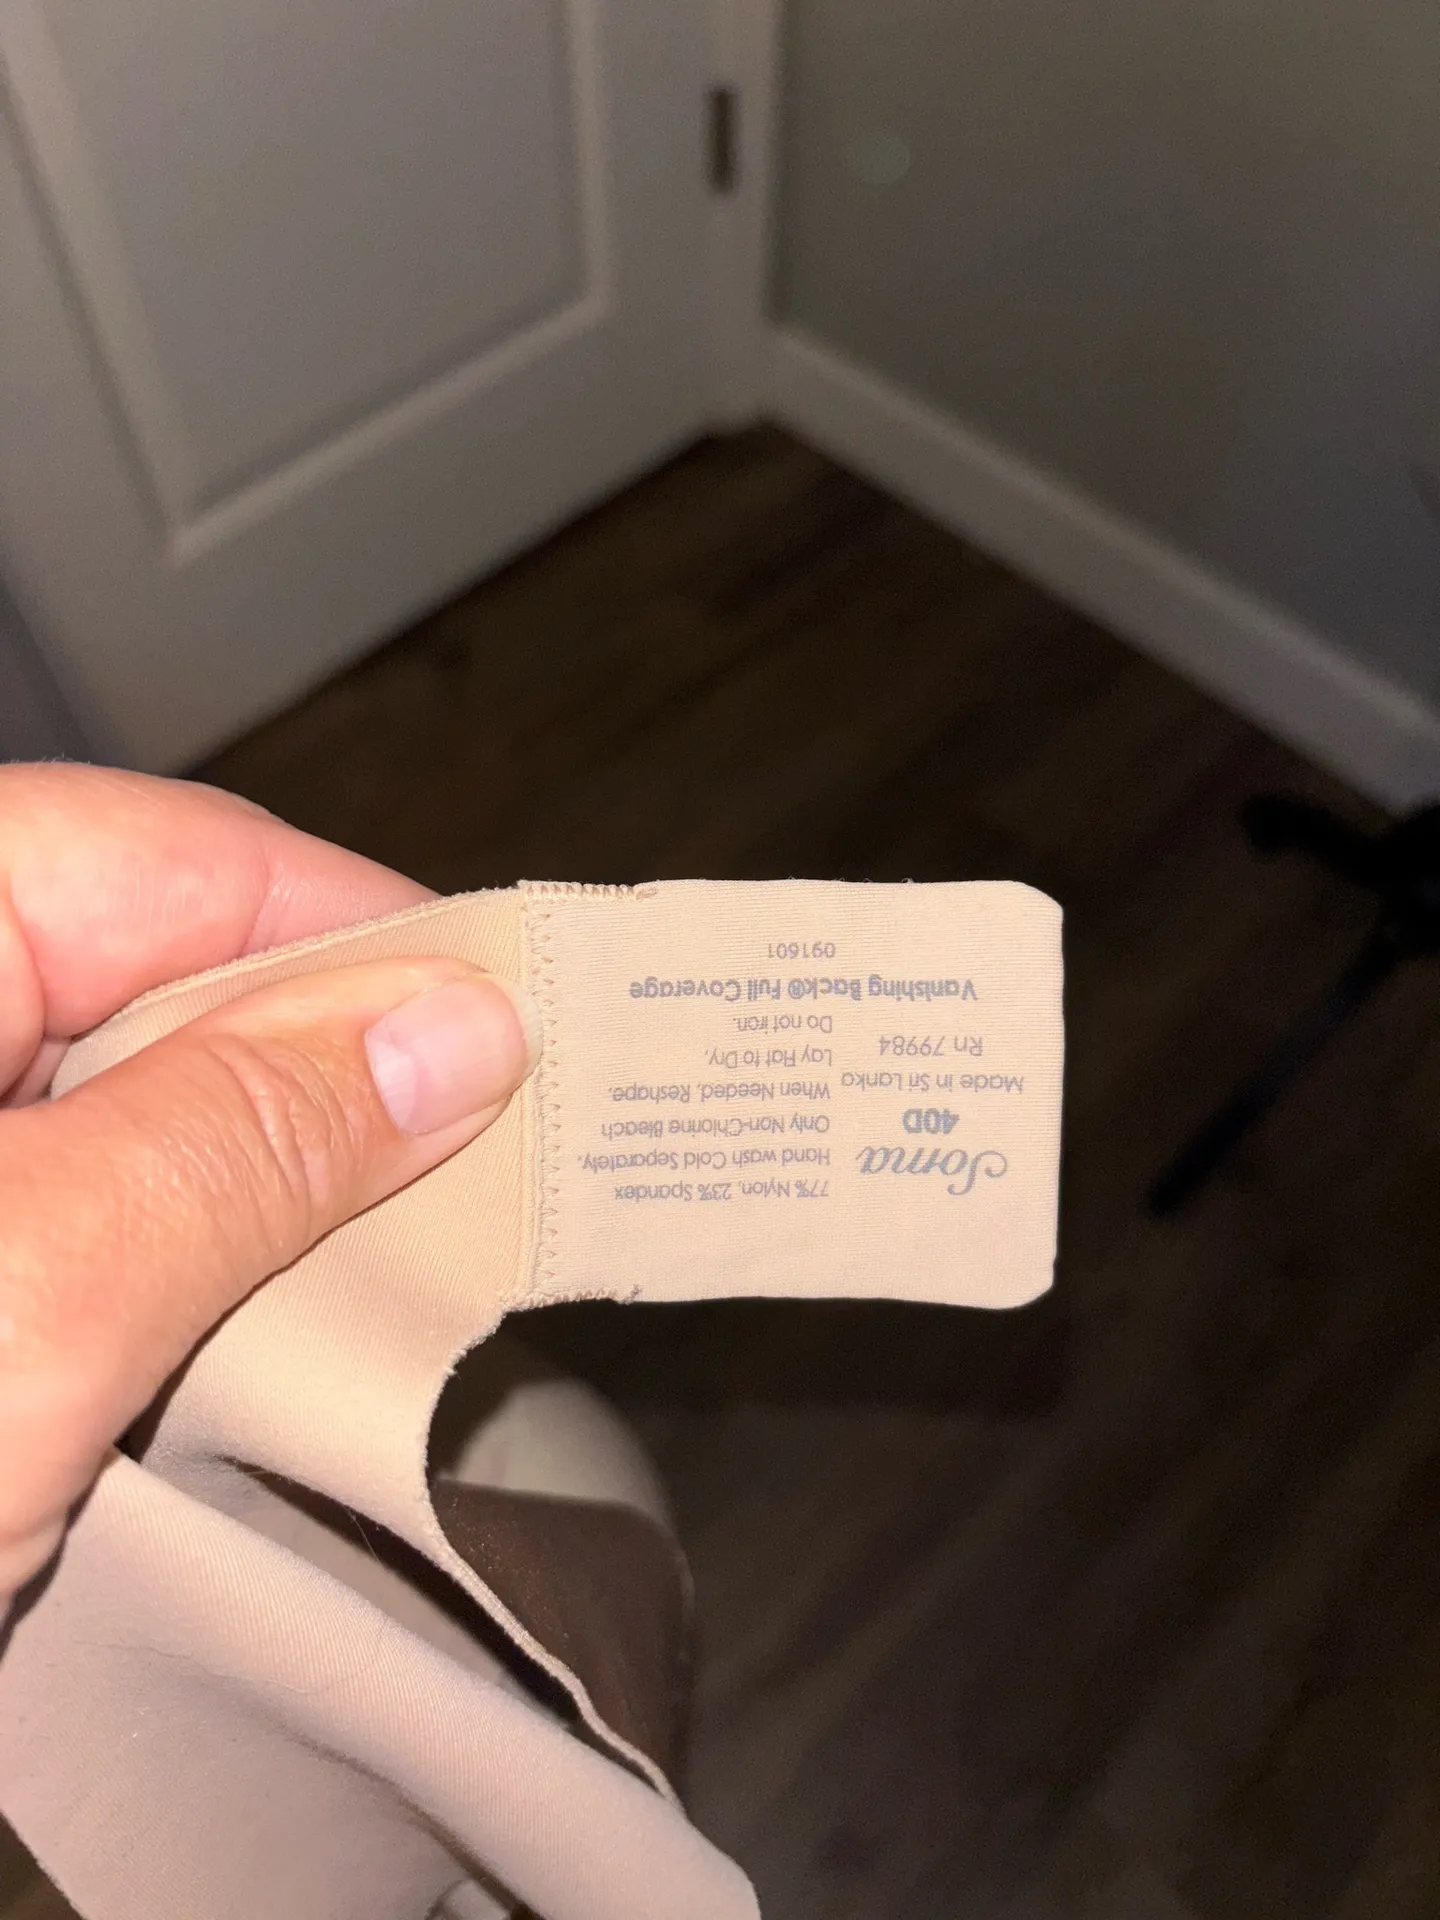 Soma
40D
Made in Sri Lanka
Rn 79984
77% Nylon, 23% Spandex
Hand wash Cold Separately,
Only Non-Chlorine Bleach
When Needed, Reshape,
Lay Flat to Dry,
Do not Iron.
Vanishing Back® Full Coverage
091601